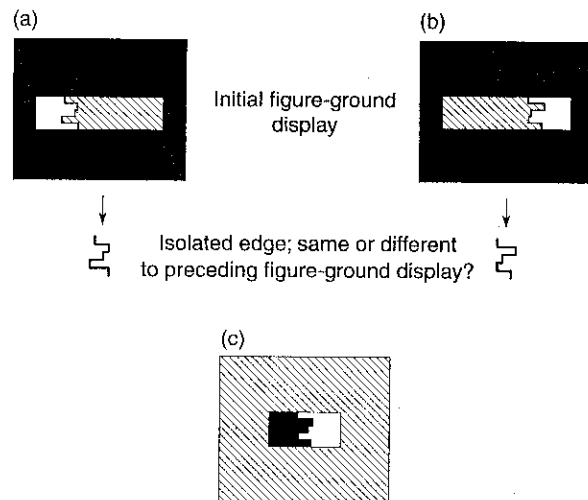 (a)
(b)
Initial figure-ground
display
Isolated edge; same or different
to preceding figure-ground display?
(c)